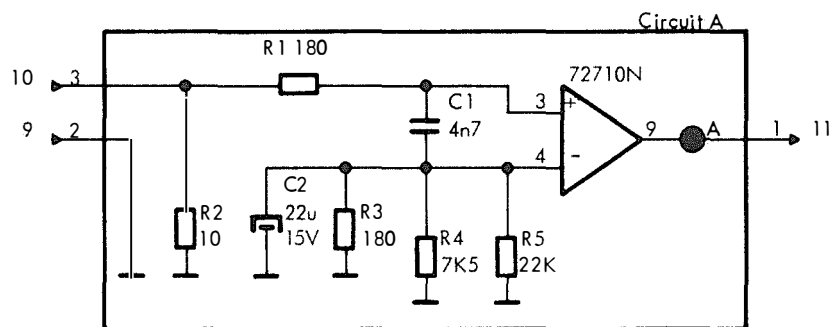 Circuit A
R1 180
72710N
10 3
C1
4n7
3 +
9 2
9 A 1 11
4 -
C2
22u
15V
R2
10
R3
180
R4
7K5
R5
22K